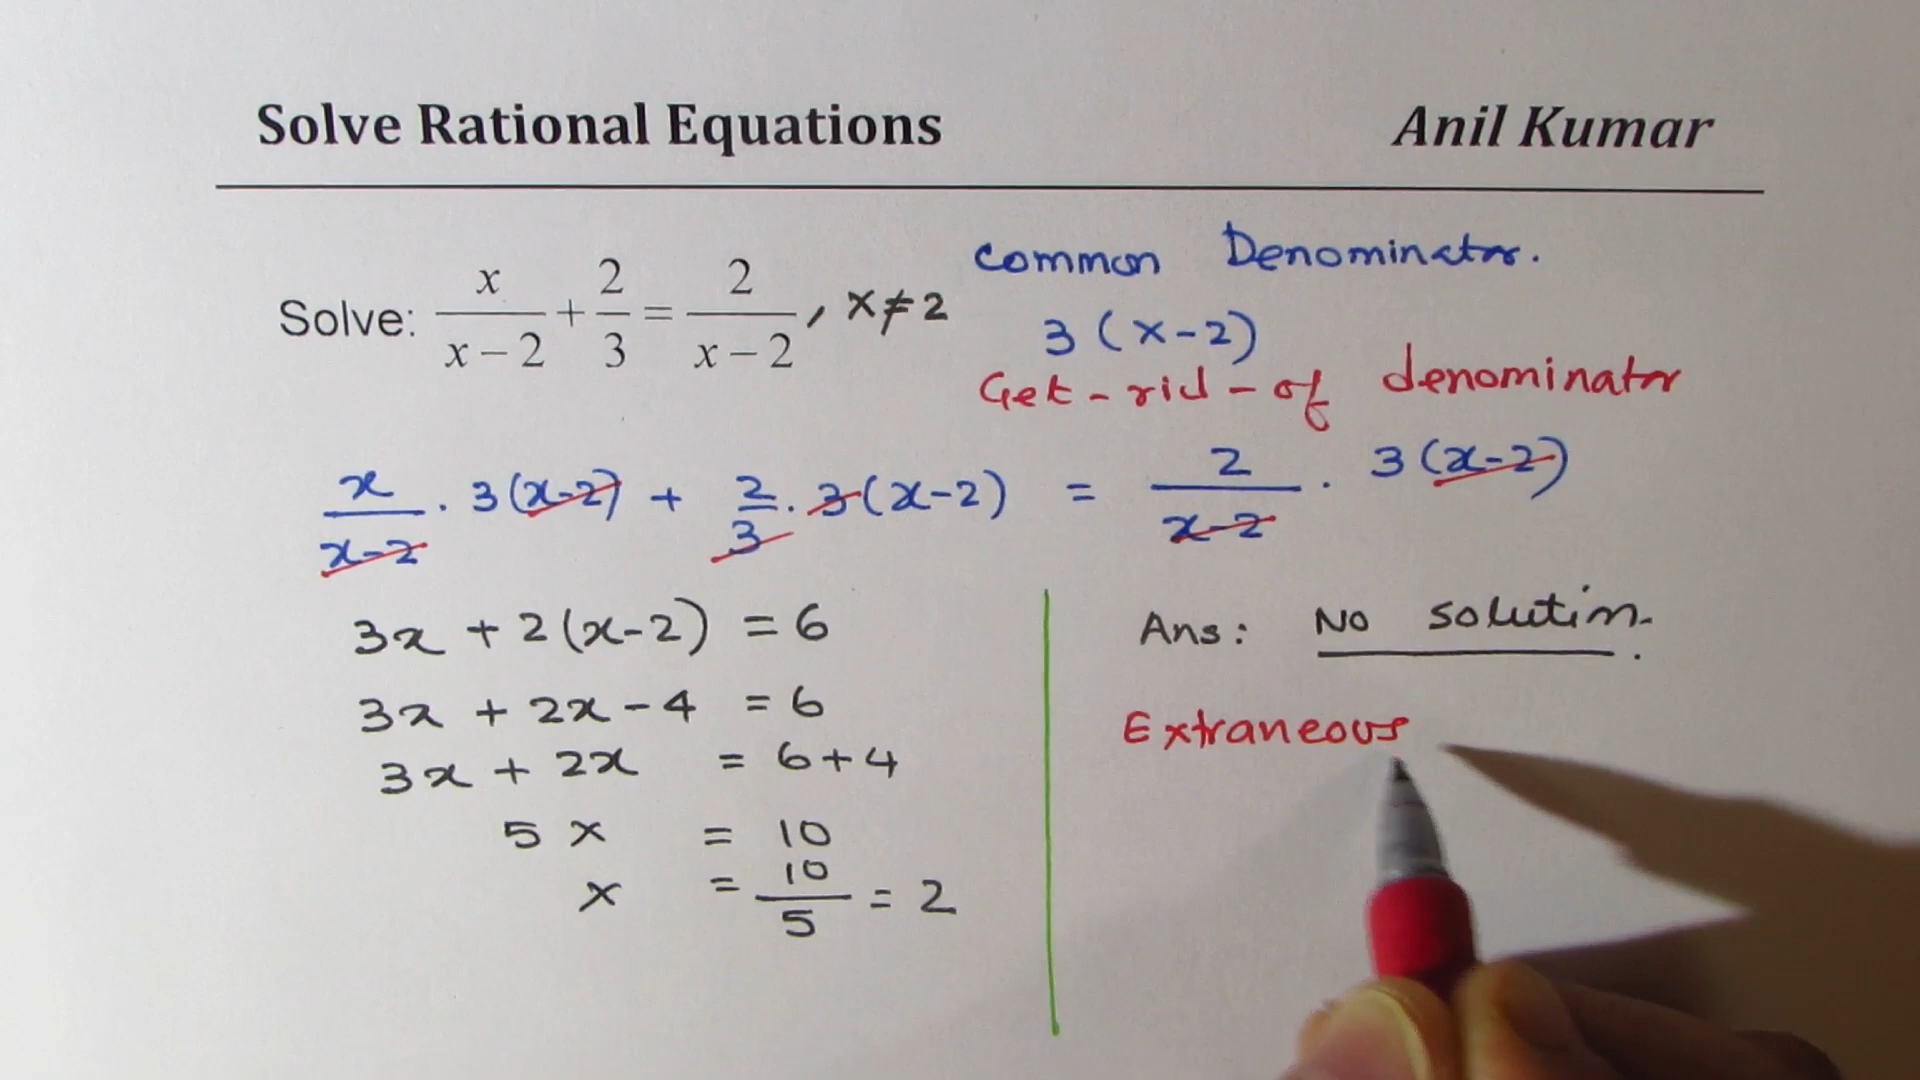 Solve Rational Equations Anil Kumar
Solve: x/(x − 2) + 2/3 = 2/(x − 2), x ≠ 2
Common Denominator.
3 (x-2)
Get-rid-of denominator
x/(x-2) . 3(x-2) + 2/3 . 3(x-2) = 2/(x-2) . 3(x-2)
3x + 2(x-2) = 6
3x + 2x - 4 = 6
3x + 2x = 6+4
5 x = 10
x = 10/5 = 2
Ans: No solution.
Extraneous